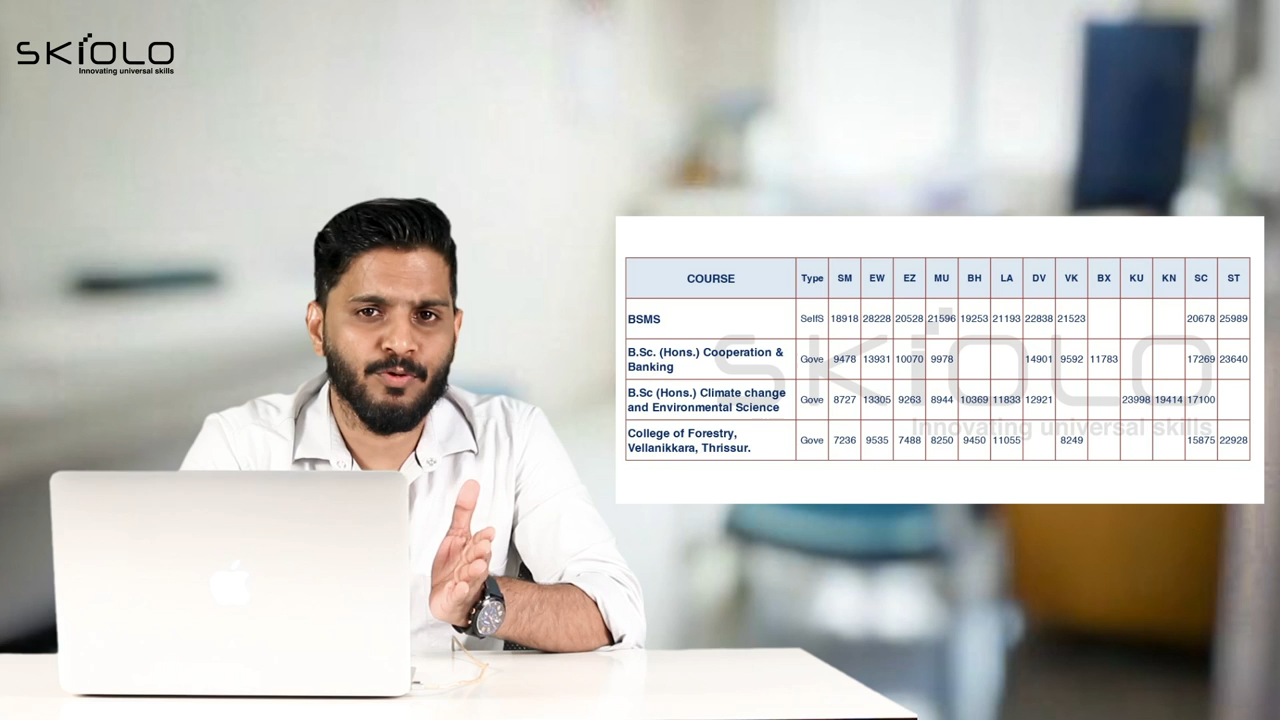 SKiOLO
Innovating universal skills
COURSE Type SM EW EZ MU BH LA DV VK BX KU KN SC ST
BSMS SelfS 18918 28228 20528 21596 19253 21193 22838 21523 20678 25989
B.Sc. (Hons.) Cooperation &
Banking Gove 9478 13931 10070 9978 14901 9592 11783 17269 23640
B.Sc (Hons.) Climate change
and Environmental Science Gove 8727 13305 9263 8944 10369 11833 12921 23998 19414 17100
College of Forestry,
Vellanikkara, Thrissur. Gove 7236 9535 7488 8250 9450 11055 8249 15875 22928
SKiOLO
Innovating universal skills